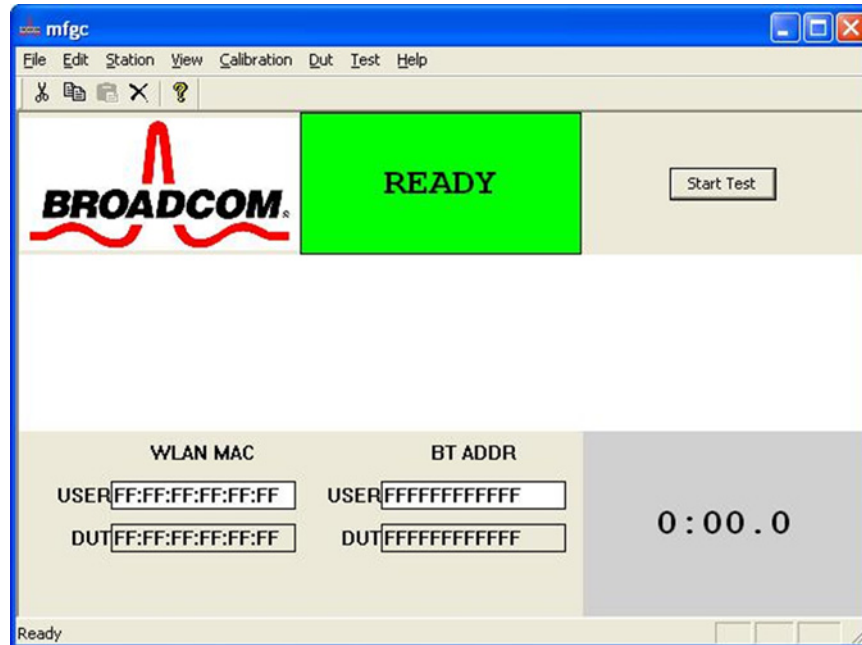 mfgc
File Edit Station View Calibration Dut Test Help
BROADCOM®
READY
Start Test
WLAN MAC
BT ADDR
USER FF:FF:FF:FF:FF:FF
USER FFFFFFFFFFFF
DUT FF:FF:FF:FF:FF:FF
DUT FFFFFFFFFFFF
0:00.0
Ready